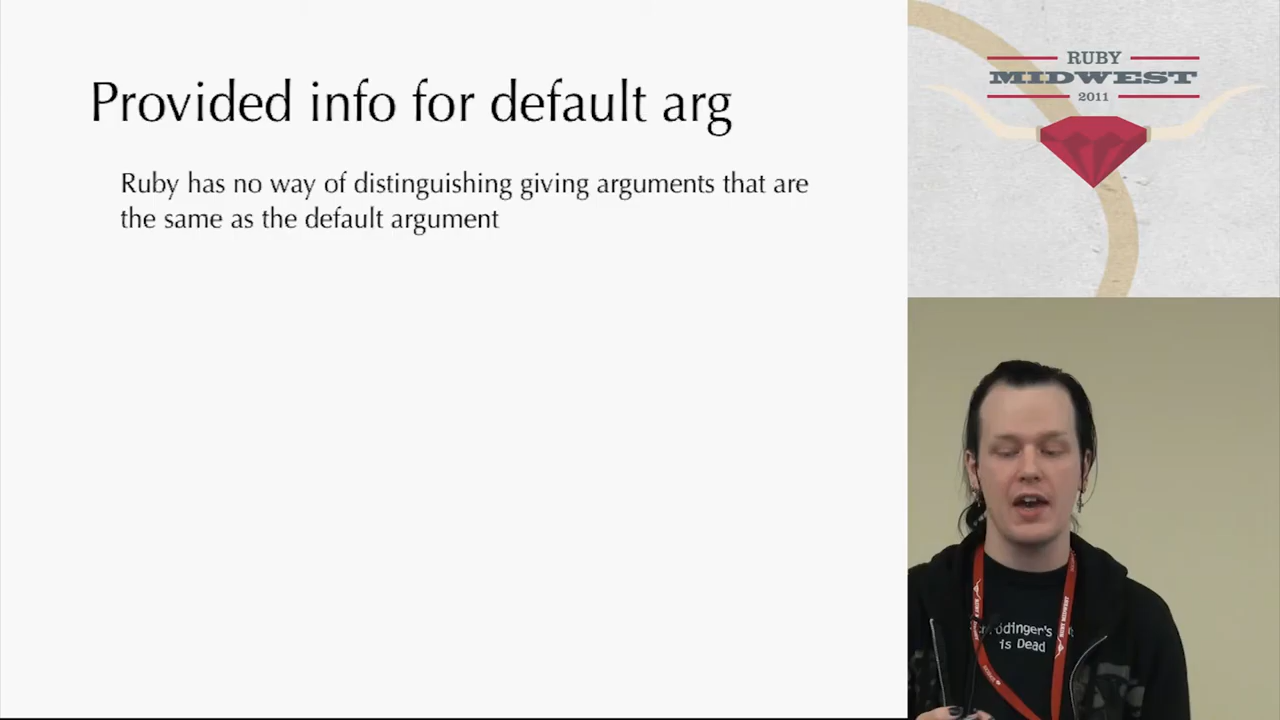 Provided info for default arg
Ruby has no way of distinguishing giving arguments that are
the same as the default argument
RUBY
MIDWEST
2011
is Dead